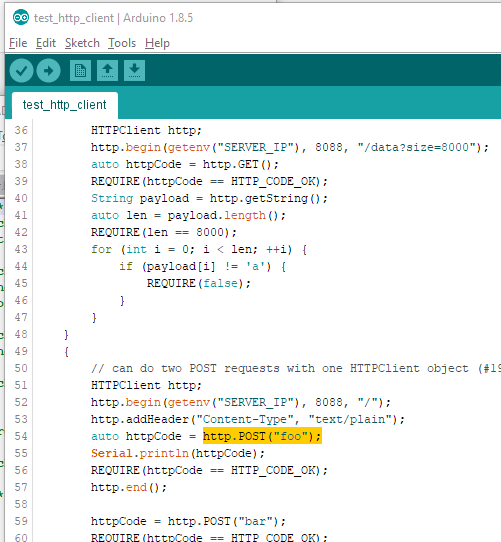 test_http_client | Arduino 1.8.5
File Edit Sketch Tools Help
test_http_client
36 HTTPClient http;
37 http.begin(getenv("SERVER_IP"), 8088, "/data?size=8000");
38 auto httpCode = http.GET();
39 REQUIRE(httpCode == HTTP_CODE_OK);
40 String payload = http.getString();
41 auto len = payload.length();
42 REQUIRE(len == 8000);
43 for (int i = 0; i < len; ++i) {
44 if (payload[i] != 'a') {
45 REQUIRE(false);
46 }
47 }
48 }
49 {
50 // can do two POST requests with one HTTPClient object (#19
51 HTTPClient http;
52 http.begin(getenv("SERVER_IP"), 8088, "/");
53 http.addHeader("Content-Type", "text/plain");
54 auto httpCode = http.POST("foo");
55 Serial.println(httpCode);
56 REQUIRE(httpCode == HTTP_CODE_OK);
57 http.end();
58
59 httpCode = http.POST("bar");
60 REQUIRE(httpCode == HTTP_CODE_OK);